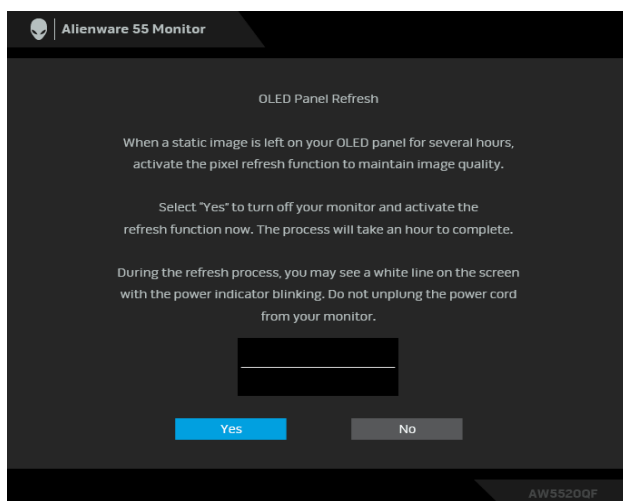 Alienware 55 Monitor
OLED Panel Refresh
When a static image is left on your OLED panel for several hours,
activate the pixel refresh function to maintain image quality.
Select "Yes" to turn off your monitor and activate the
refresh function now. The process will take an hour to complete.
During the refresh process, you may see a white line on the screen
with the power indicator blinking. Do not unplung the power cord
from your monitor.
Yes
No
AW5520QF